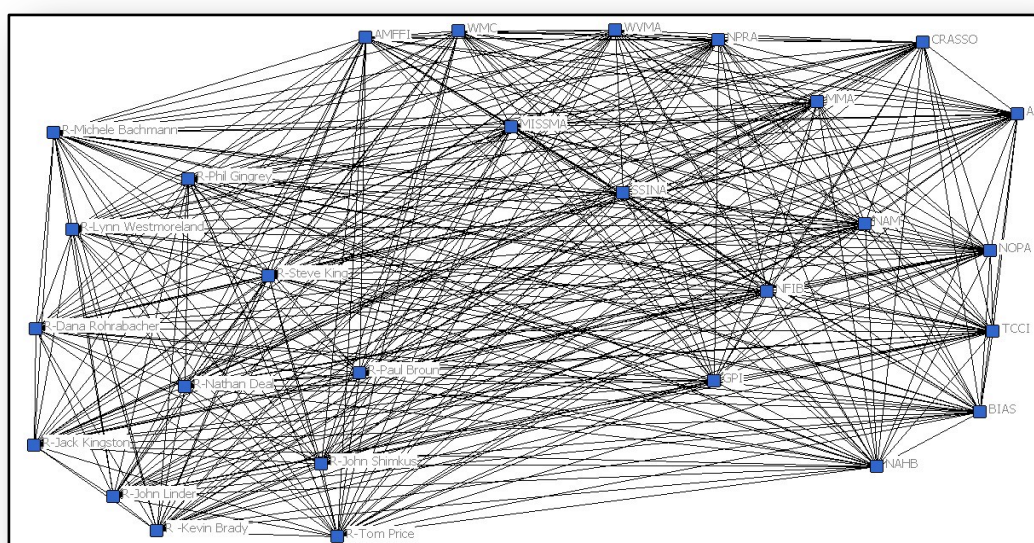 AMFFI
WMC
WVMA
NPRA
CRASSO
MMA
A
MISSMA
R-Michele Bachmann
R-Phil Gingrey
SSINA
R-Lynn Westmoreland
NAM
NOPA
R-Steve King
NFIB
R-Dana Rohrabacher
TCCI
R-Paul Broun
R-Nathan Deal
GPI
BIAS
R-Jack Kingston
R-John Shimkus
NAHB
R-John Linder
R -Kevin Brady
R-Tom Price